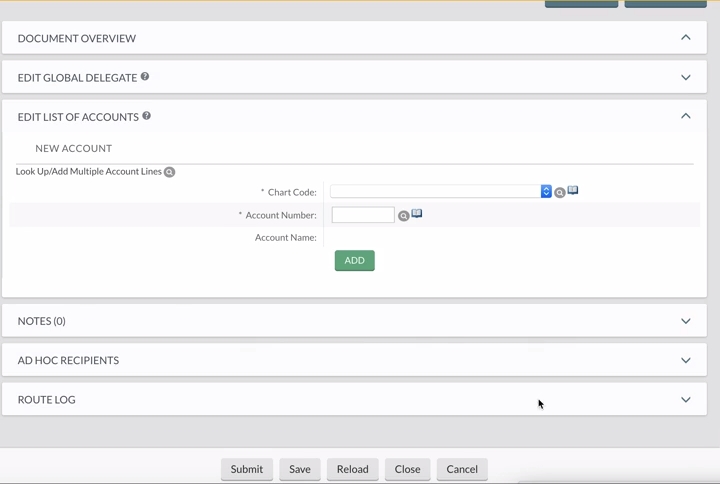 DOCUMENT OVERVIEW
EDIT GLOBAL DELEGATE ?
EDIT LIST OF ACCOUNTS ?
NEW ACCOUNT
Look Up/Add Multiple Account Lines
* Chart Code:
* Account Number:
Account Name:
ADD
NOTES (0)
AD HOC RECIPIENTS
ROUTE LOG
Submit Save Reload Close Cancel